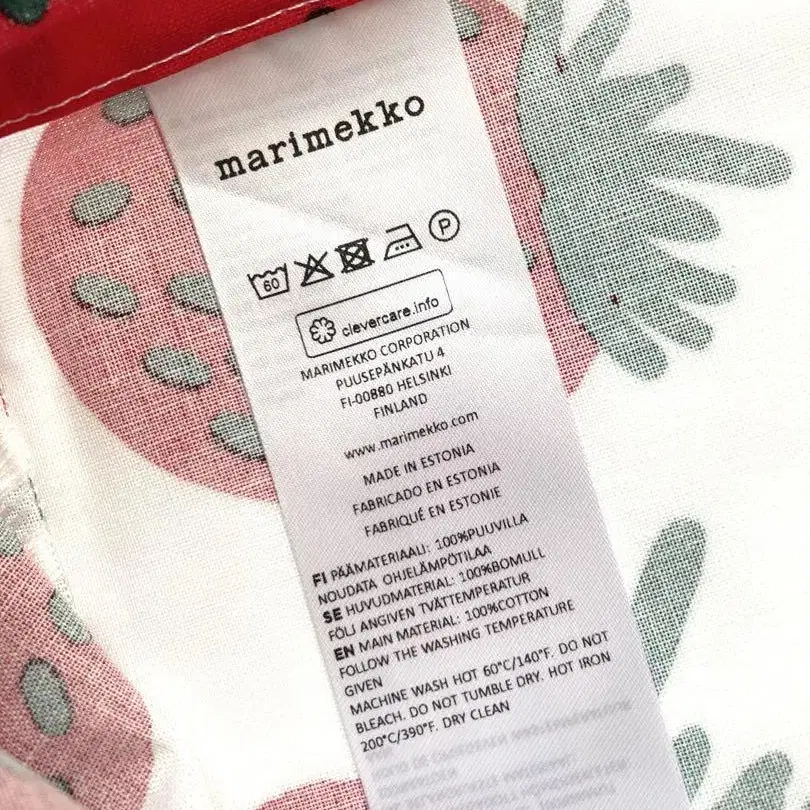 marimekko
60
P
clevercare.info
MARIMEKKO CORPORATION
PUUSEPÄNKATU 4
FI-00880 HELSINKI
FINLAND
www.marimekko.com
MADE IN ESTONIA
FABRICADO EN ESTONIA
FABRIQUÉ EN ESTONIE
FI PÄÄMATERIAALI: 100%PUUVILLA
NOUDATA OHJELÄMPÖTILAA
SE HUVUDMATERIAL: 100%BOMULL
FÖLJ ANGIVEN TVÄTTEMPERATUR
EN MAIN MATERIAL: 100%COTTON
FOLLOW THE WASHING TEMPERATURE
GIVEN
MACHINE WASH HOT 60°C/140°F. DO NOT
BLEACH. DO NOT TUMBLE DRY. HOT IRON
200°C/390°F. DRY CLEAN